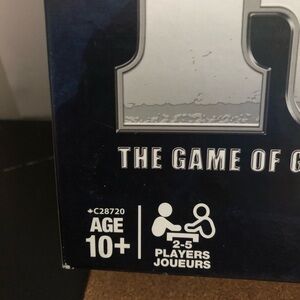 THE GAME OF G
C28720
AGE
10+
2-5
PLAYERS
JOUEURS